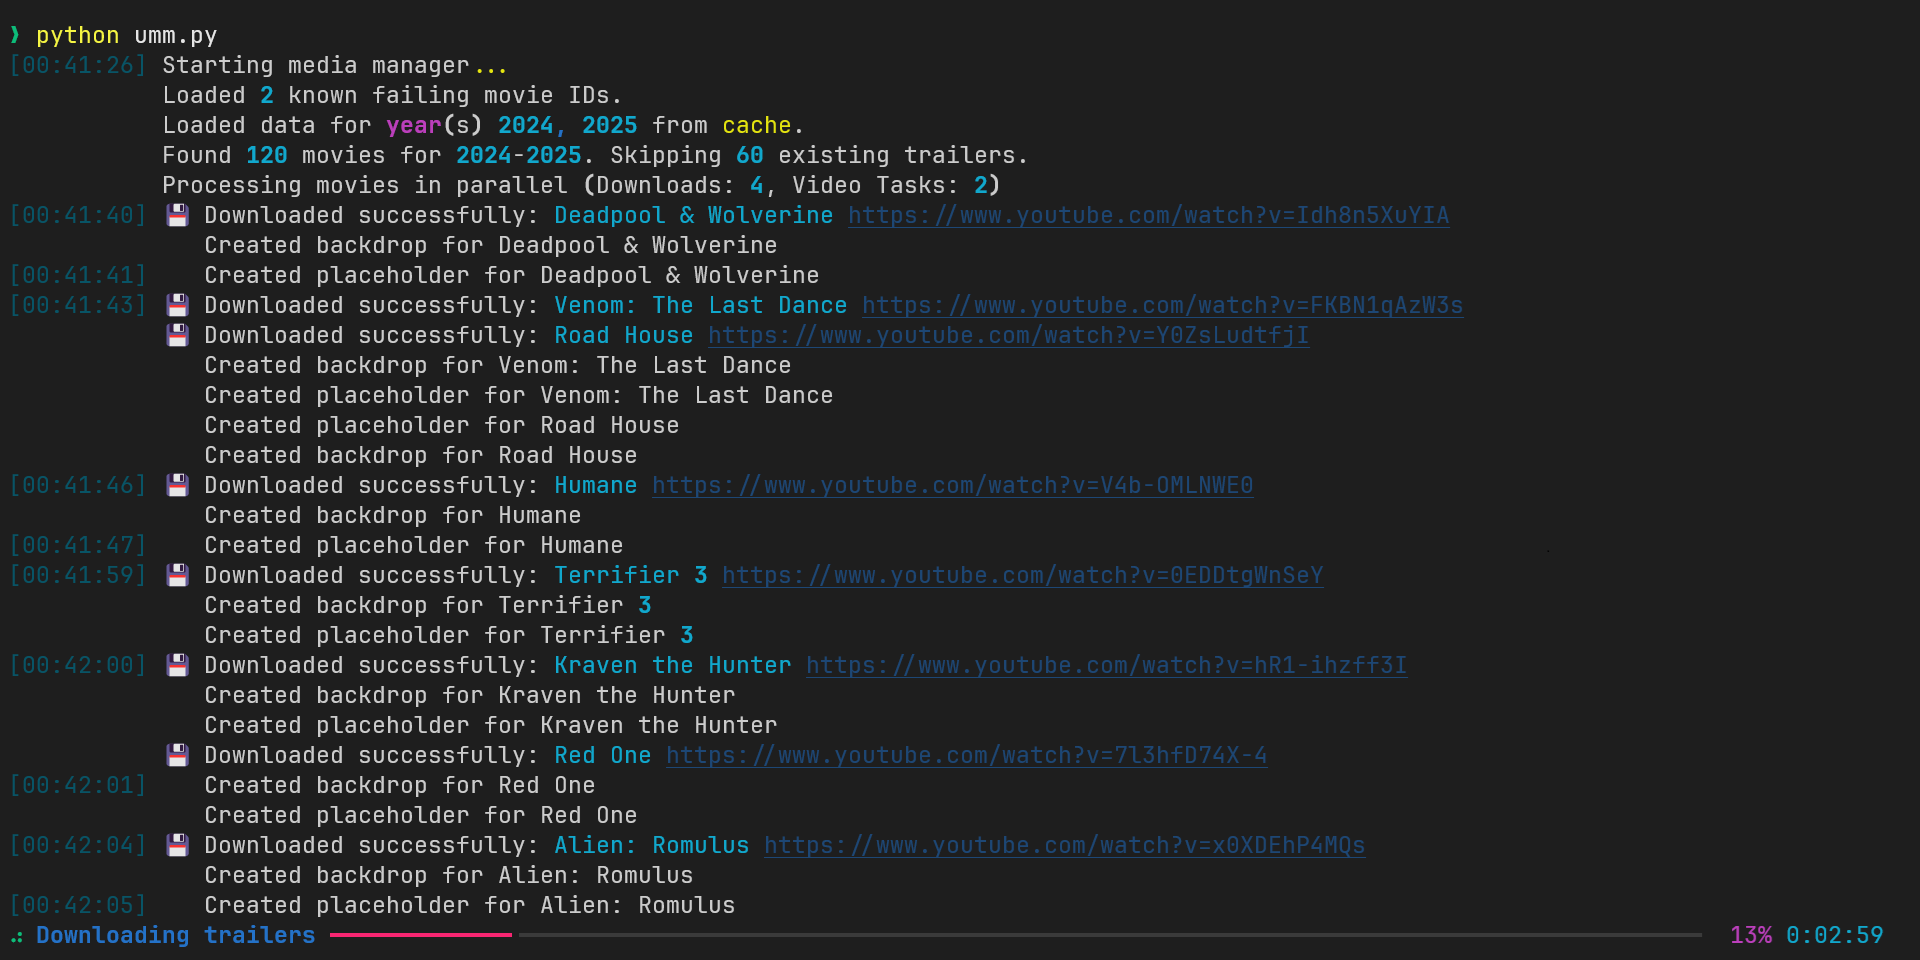 ❯ python umm.py
[00:41:26] Starting media manager...
Loaded 2 known failing movie IDs.
Loaded data for year(s) 2024, 2025 from cache.
Found 120 movies for 2024-2025. Skipping 60 existing trailers.
Processing movies in parallel (Downloads: 4, Video Tasks: 2)
[00:41:40] 💾 Downloaded successfully: Deadpool & Wolverine https://www.youtube.com/watch?v=Idh8n5XuYIA
Created backdrop for Deadpool & Wolverine
[00:41:41] Created placeholder for Deadpool & Wolverine
[00:41:43] 💾 Downloaded successfully: Venom: The Last Dance https://www.youtube.com/watch?v=FKBN1qAzW3s
💾 Downloaded successfully: Road House https://www.youtube.com/watch?v=Y0ZsLudtfjI
Created backdrop for Venom: The Last Dance
Created placeholder for Venom: The Last Dance
Created placeholder for Road House
Created backdrop for Road House
[00:41:46] 💾 Downloaded successfully: Humane https://www.youtube.com/watch?v=V4b-OMLNWE0
Created backdrop for Humane
[00:41:47] Created placeholder for Humane
[00:41:59] 💾 Downloaded successfully: Terrifier 3 https://www.youtube.com/watch?v=0EDDtgWnSeY
Created backdrop for Terrifier 3
Created placeholder for Terrifier 3
[00:42:00] 💾 Downloaded successfully: Kraven the Hunter https://www.youtube.com/watch?v=hR1-ihzff3I
Created backdrop for Kraven the Hunter
Created placeholder for Kraven the Hunter
💾 Downloaded successfully: Red One https://www.youtube.com/watch?v=7l3hfD74X-4
[00:42:01] Created backdrop for Red One
Created placeholder for Red One
[00:42:04] 💾 Downloaded successfully: Alien: Romulus https://www.youtube.com/watch?v=x0XDEhP4MQs
Created backdrop for Alien: Romulus
[00:42:05] Created placeholder for Alien: Romulus
Downloading trailers 13% 0:02:59